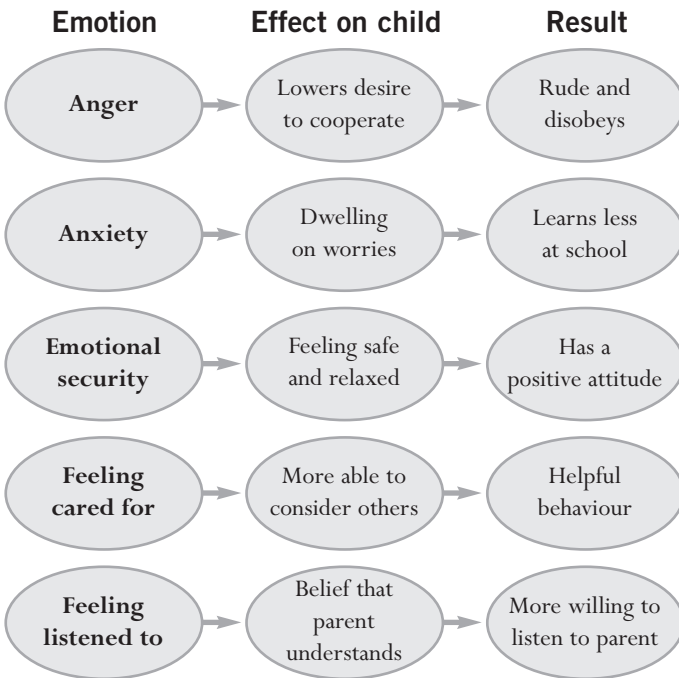 Emotion Effect on child Result
Anger
Lowers desire
to cooperate
Rude and
disobeys
Anxiety
Dwelling
on worries
Learns less
at school
Emotional
security
Feeling safe
and relaxed
Has a
positive attitude
Feeling
cared for
More able to
consider others
Helpful
behaviour
Feeling
listened to
Belief that
parent
understands
More willing to
listen to parent